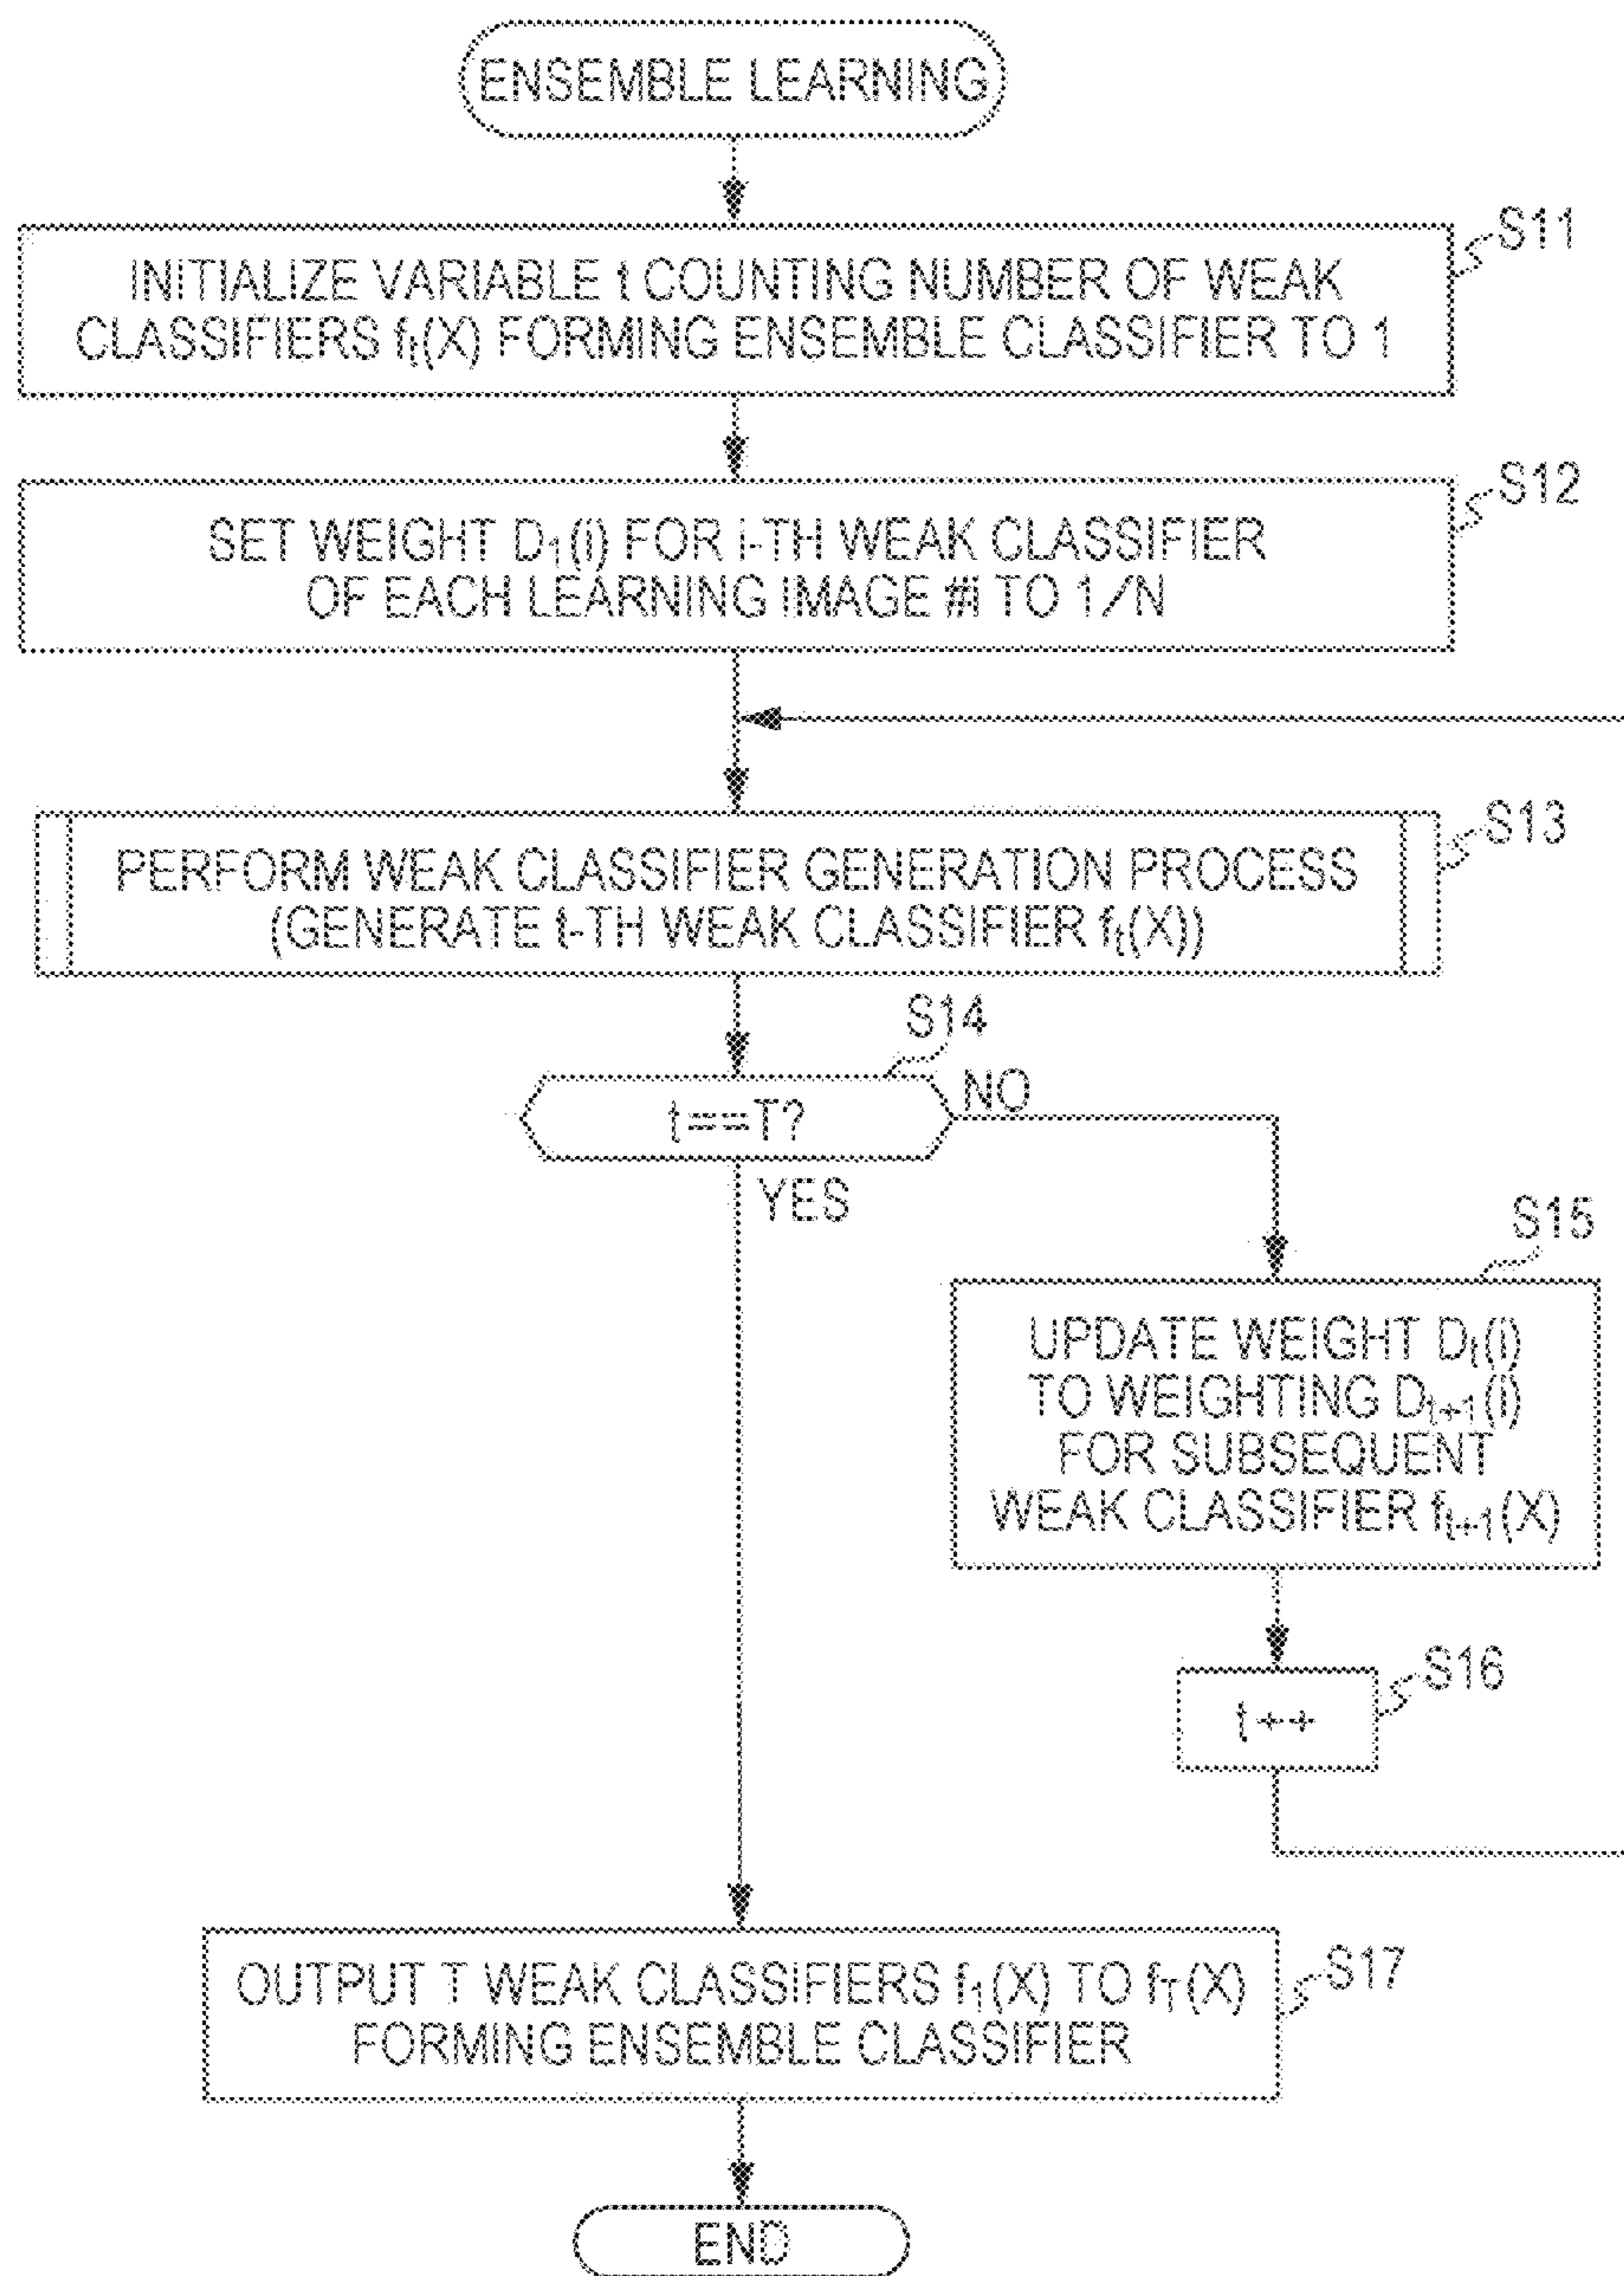 ENSEMBLE LEARNING
S11
INITIALIZE VARIABLE t COUNTING NUMBER OF WEAK
CLASSIFIERS fₜ(X) FORMING ENSEMBLE CLASSIFIER TO 1
S12
SET WEIGHT D₁(i) FOR i-TH WEAK CLASSIFIER
OF EACH LEARNING IMAGE #i TO 1/N
S13
PERFORM WEAK CLASSIFIER GENERATION PROCESS
(GENERATE t-TH WEAK CLASSIFIER fₜ(X))
S14
t==T?
NO
YES
S15
UPDATE WEIGHT Dₜ(i)
TO WEIGHTING Dₜ₊₁(i)
FOR SUBSEQUENT
WEAK CLASSIFIER fₜ₊₁(X)
S16
t++
S17
OUTPUT T WEAK CLASSIFIERS f₁(X) TO f_T(X)
FORMING ENSEMBLE CLASSIFIER
END